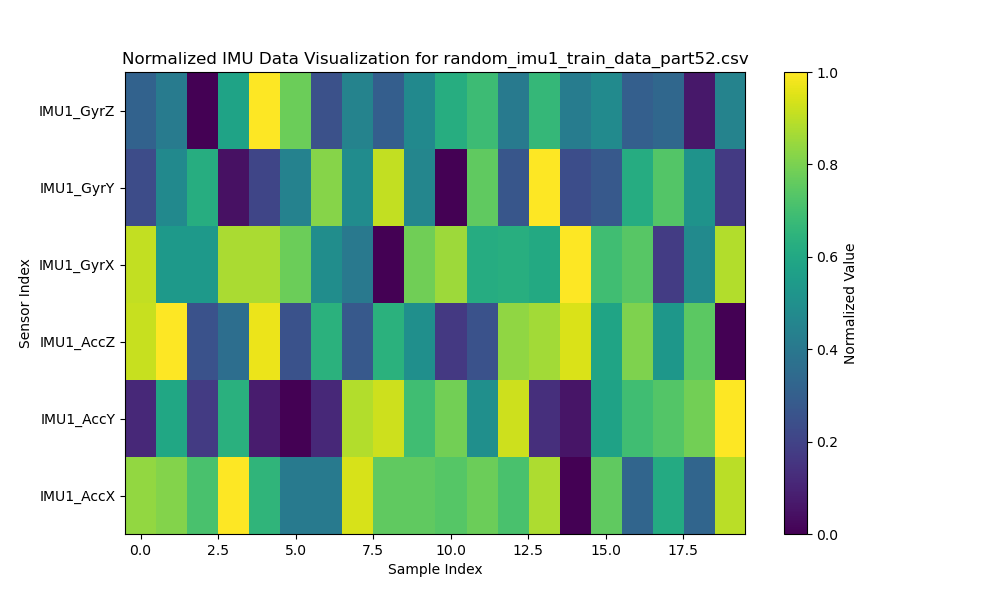 Normalized IMU Data Visualization for random_imu1_train_data_part52.csv
IMU1_GyrZ
IMU1_GyrY
IMU1_GyrX
IMU1_AccZ
IMU1_AccY
IMU1_AccX
Sensor Index
0.0
2.5
5.0
7.5
10.0
12.5
15.0
17.5
Sample Index
1.0
0.8
0.6
0.4
0.2
0.0
Normalized Value